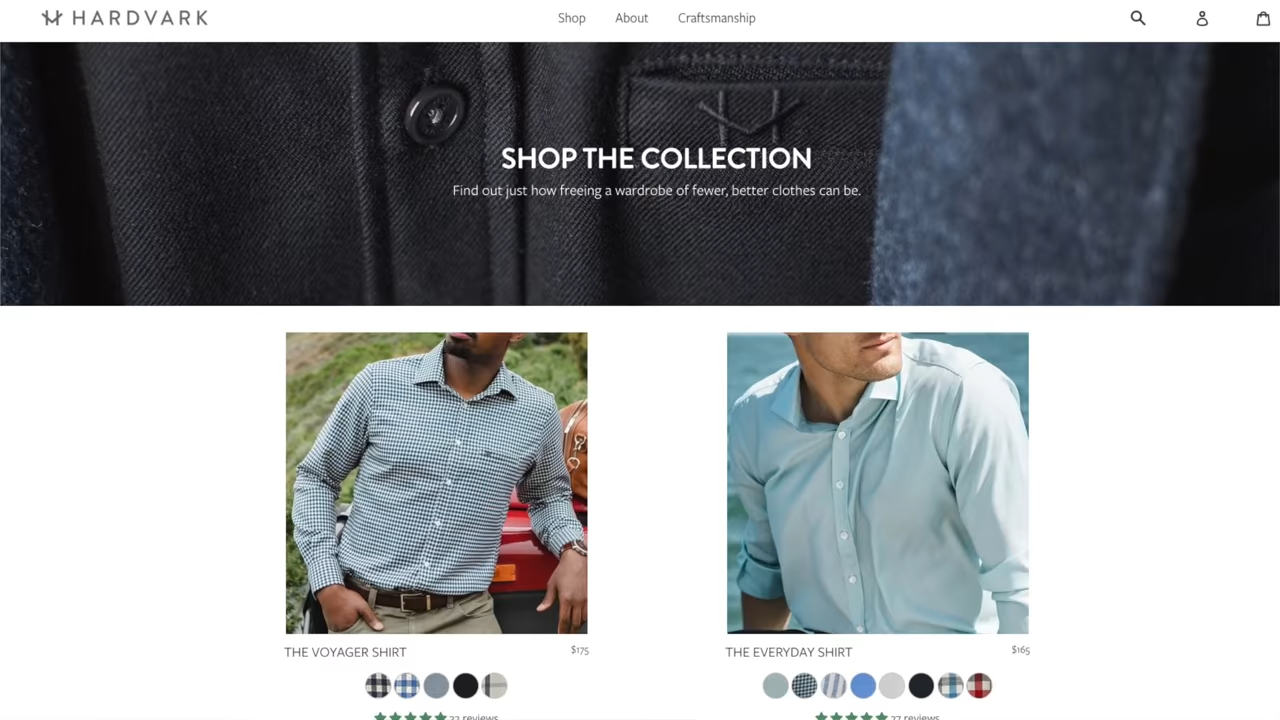 HARDVARK
Shop About Craftsmanship
SHOP THE COLLECTION
Find out just how freeing a wardrobe of fewer, better clothes can be.
THE VOYAGER SHIRT $175
THE EVERYDAY SHIRT $165
reviews
27 reviews